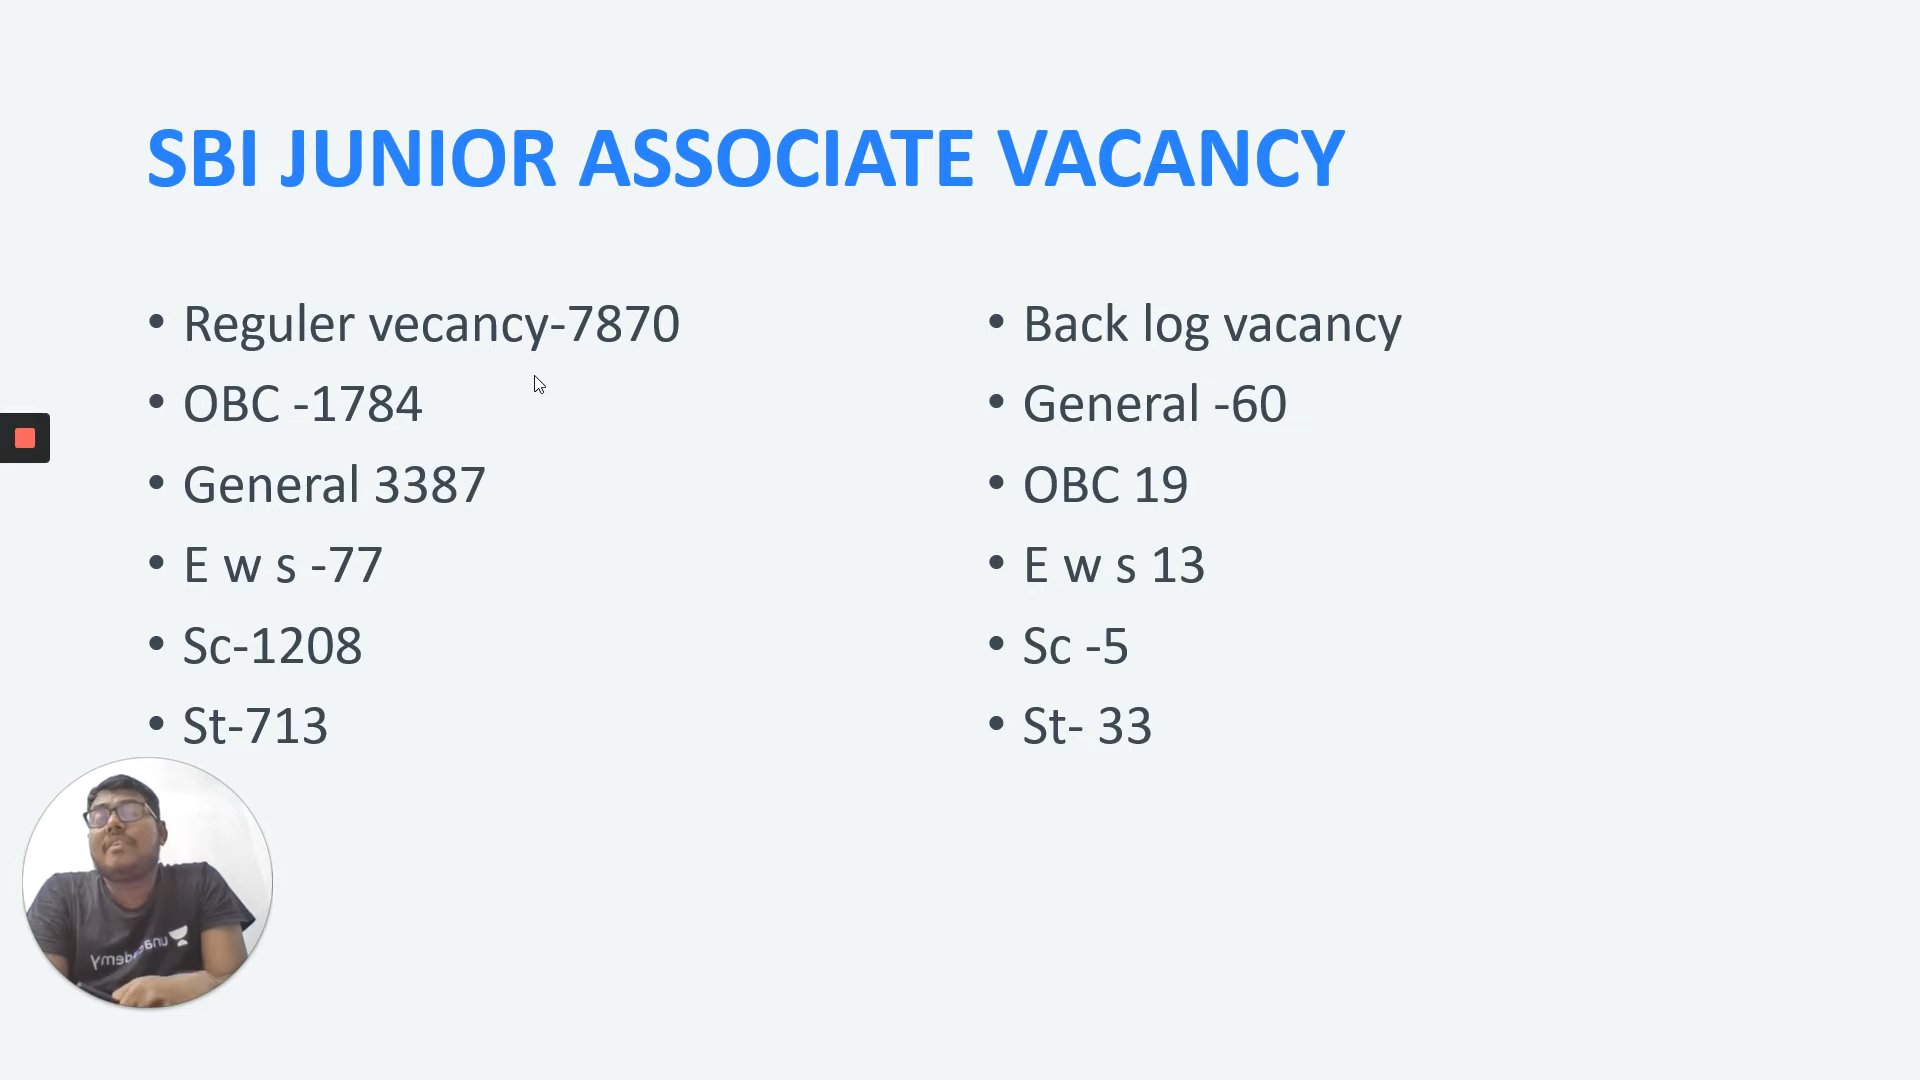 SBI JUNIOR ASSOCIATE VACANCY
• Reguler vecancy-7870
• OBC -1784
• General 3387
• E w s -77
• Sc-1208
• St-713
• Back log vacancy
• General -60
• OBC 19
• E w s 13
• Sc -5
• St- 33
unacademy